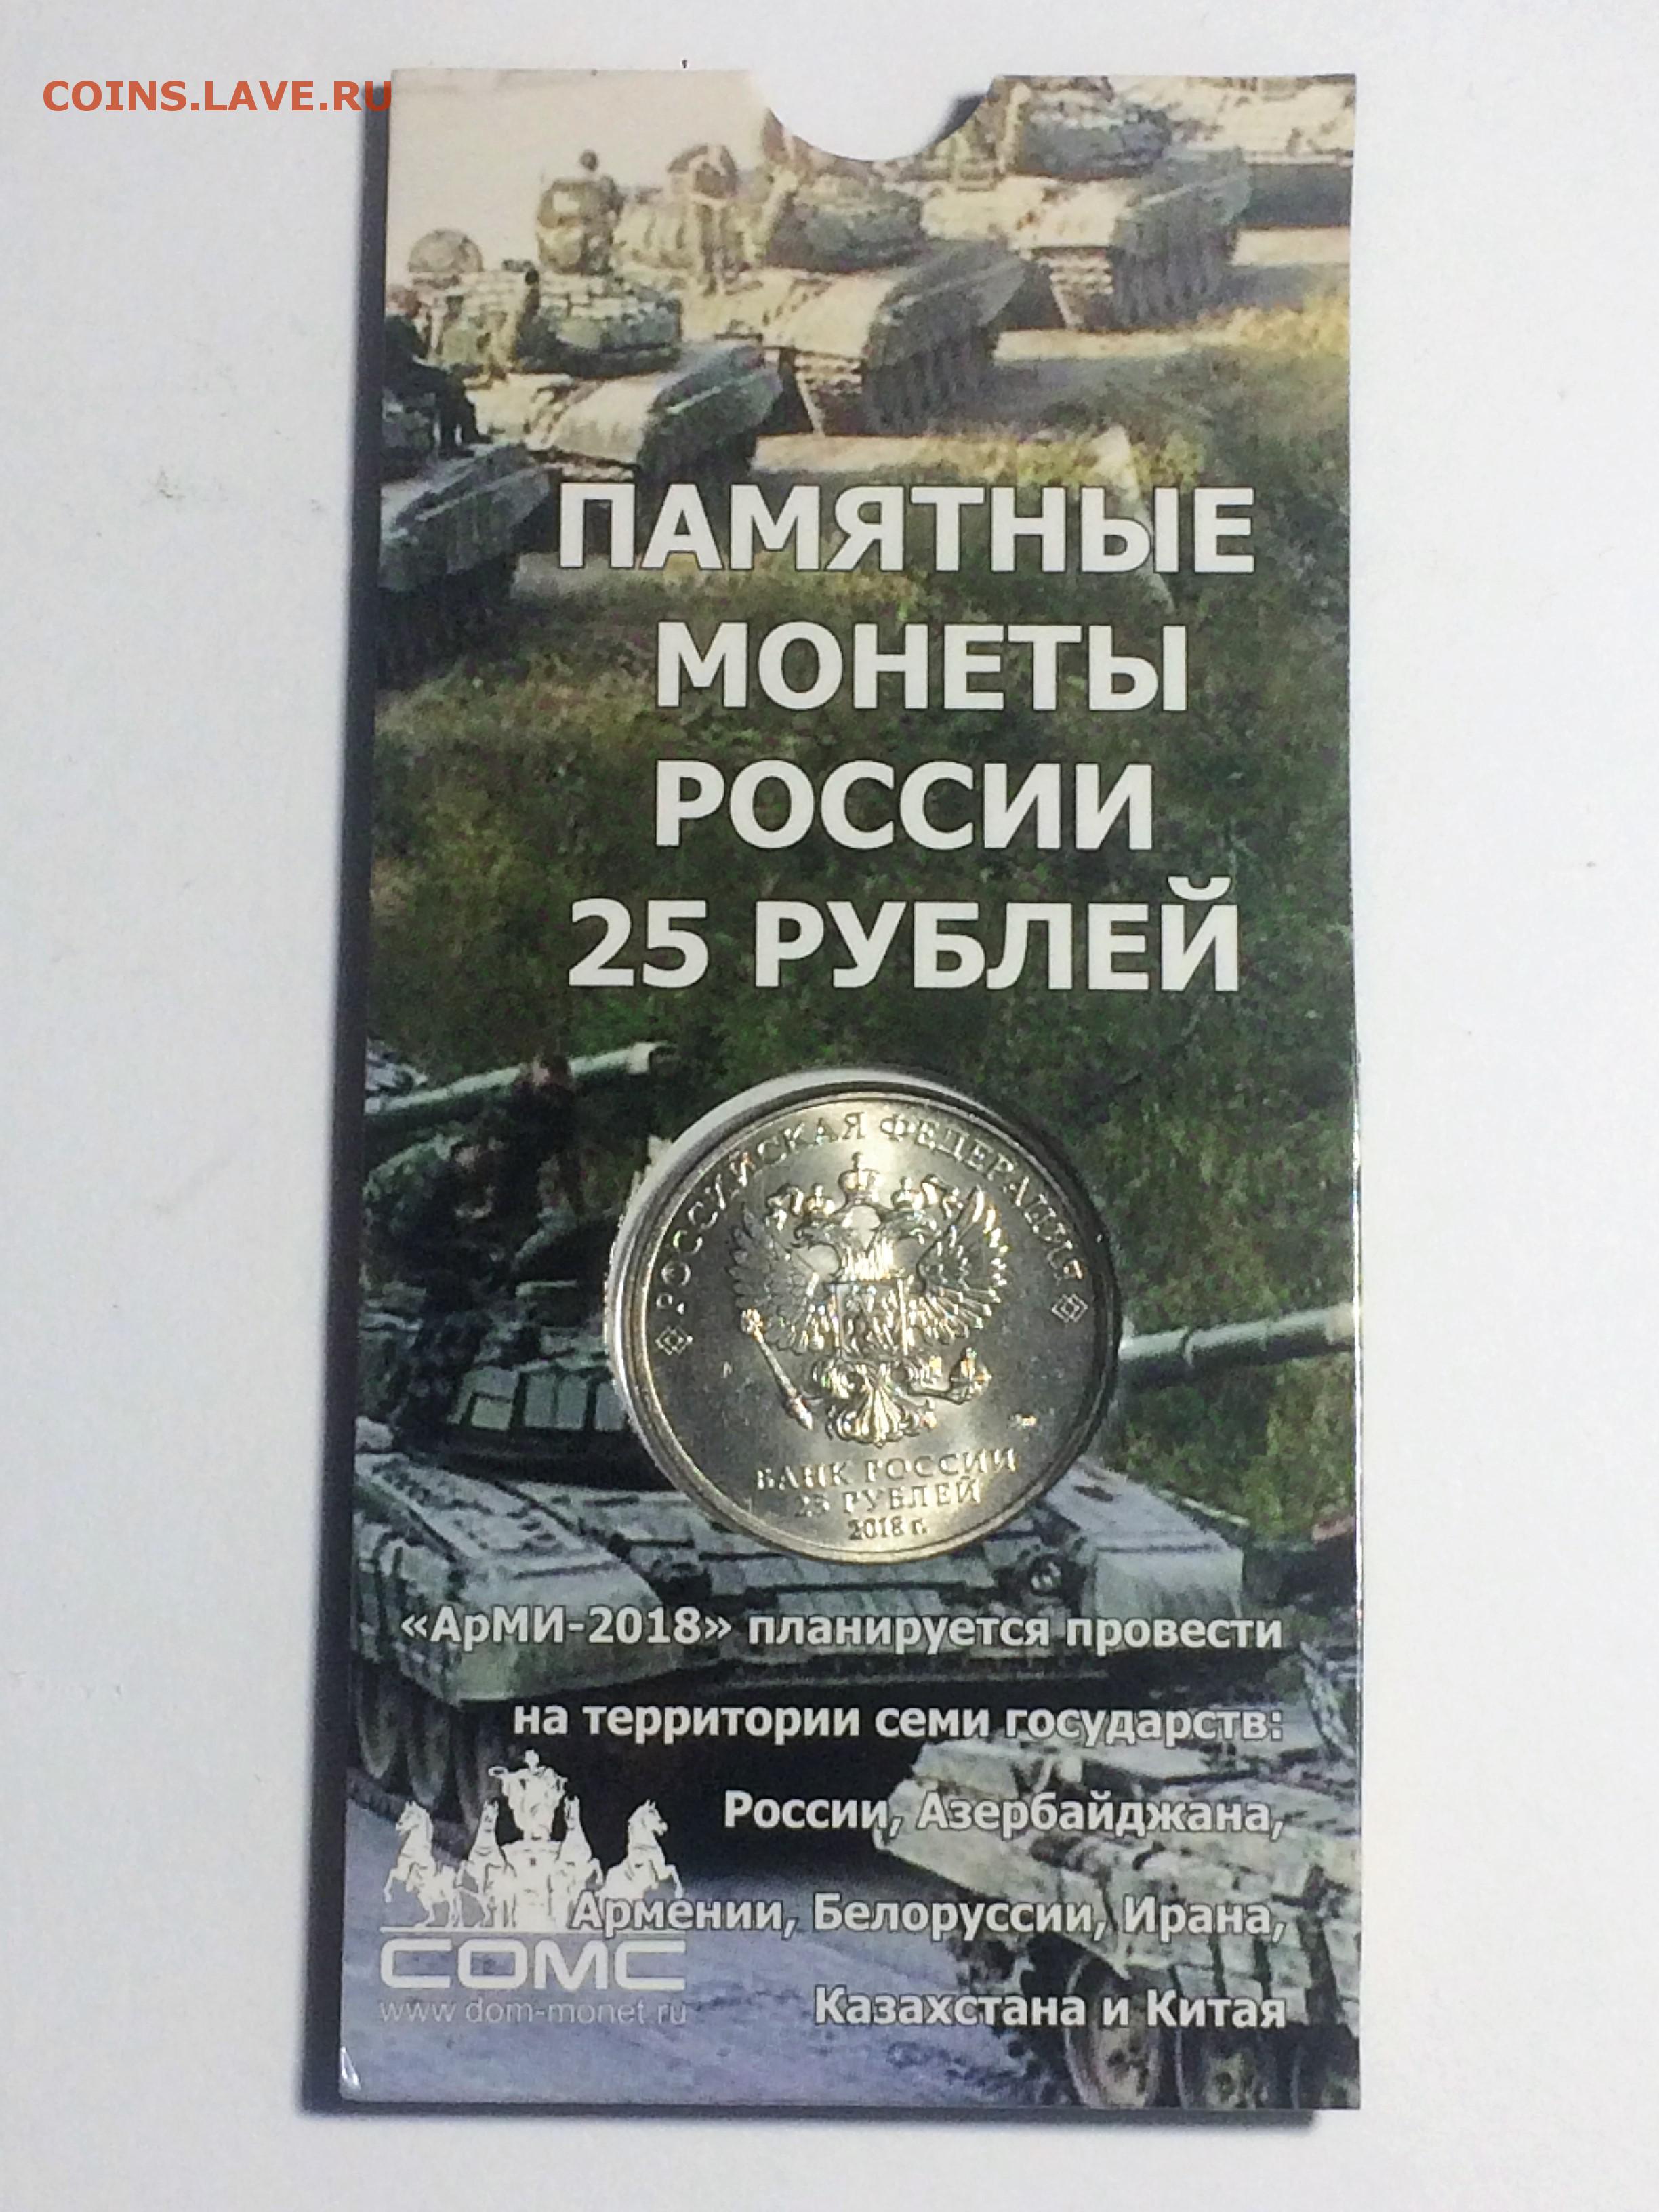 COINS.LAVE.RU
ПАМЯТНЫЕ
МОНЕТЫ
РОССИИ
25 РУБЛЕЙ
РОССИЙСКАЯ ФЕДЕРАЦИЯ
БАНК РОССИИ
25 РУБЛЕЙ
2018 г.
«АрМИ-2018» планируется провести
на территории семи государств:
России, Азербайджана,
Армении, Белоруссии, Ирана,
Казахстана и Китая
СОМС
www.dom-monet.ru